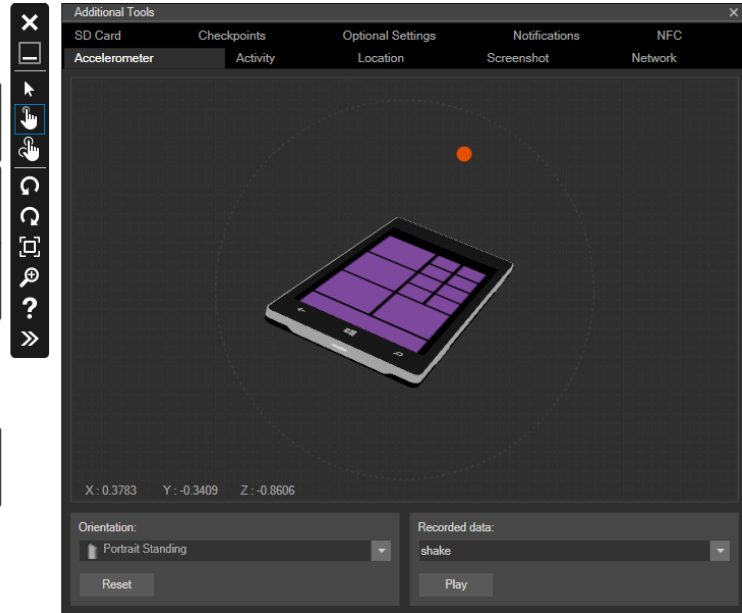 Additional Tools
SD Card Checkpoints Optional Settings Notifications NFC
Accelerometer Activity Location Screenshot Network
X : 0.3783 Y : -0.3409 Z : -0.8606
Orientation: Recorded data:
Portrait Standing shake
Reset Play